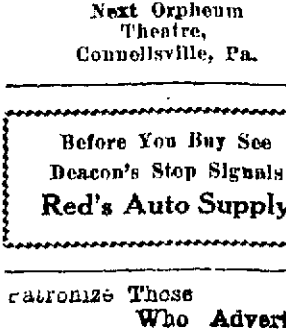 Next Orpheum
Theatre,
Connellsville, Pa.
Before You Buy See
Deacon's Stop Signals
Red's Auto Supply
Patronize Those
Who Advert